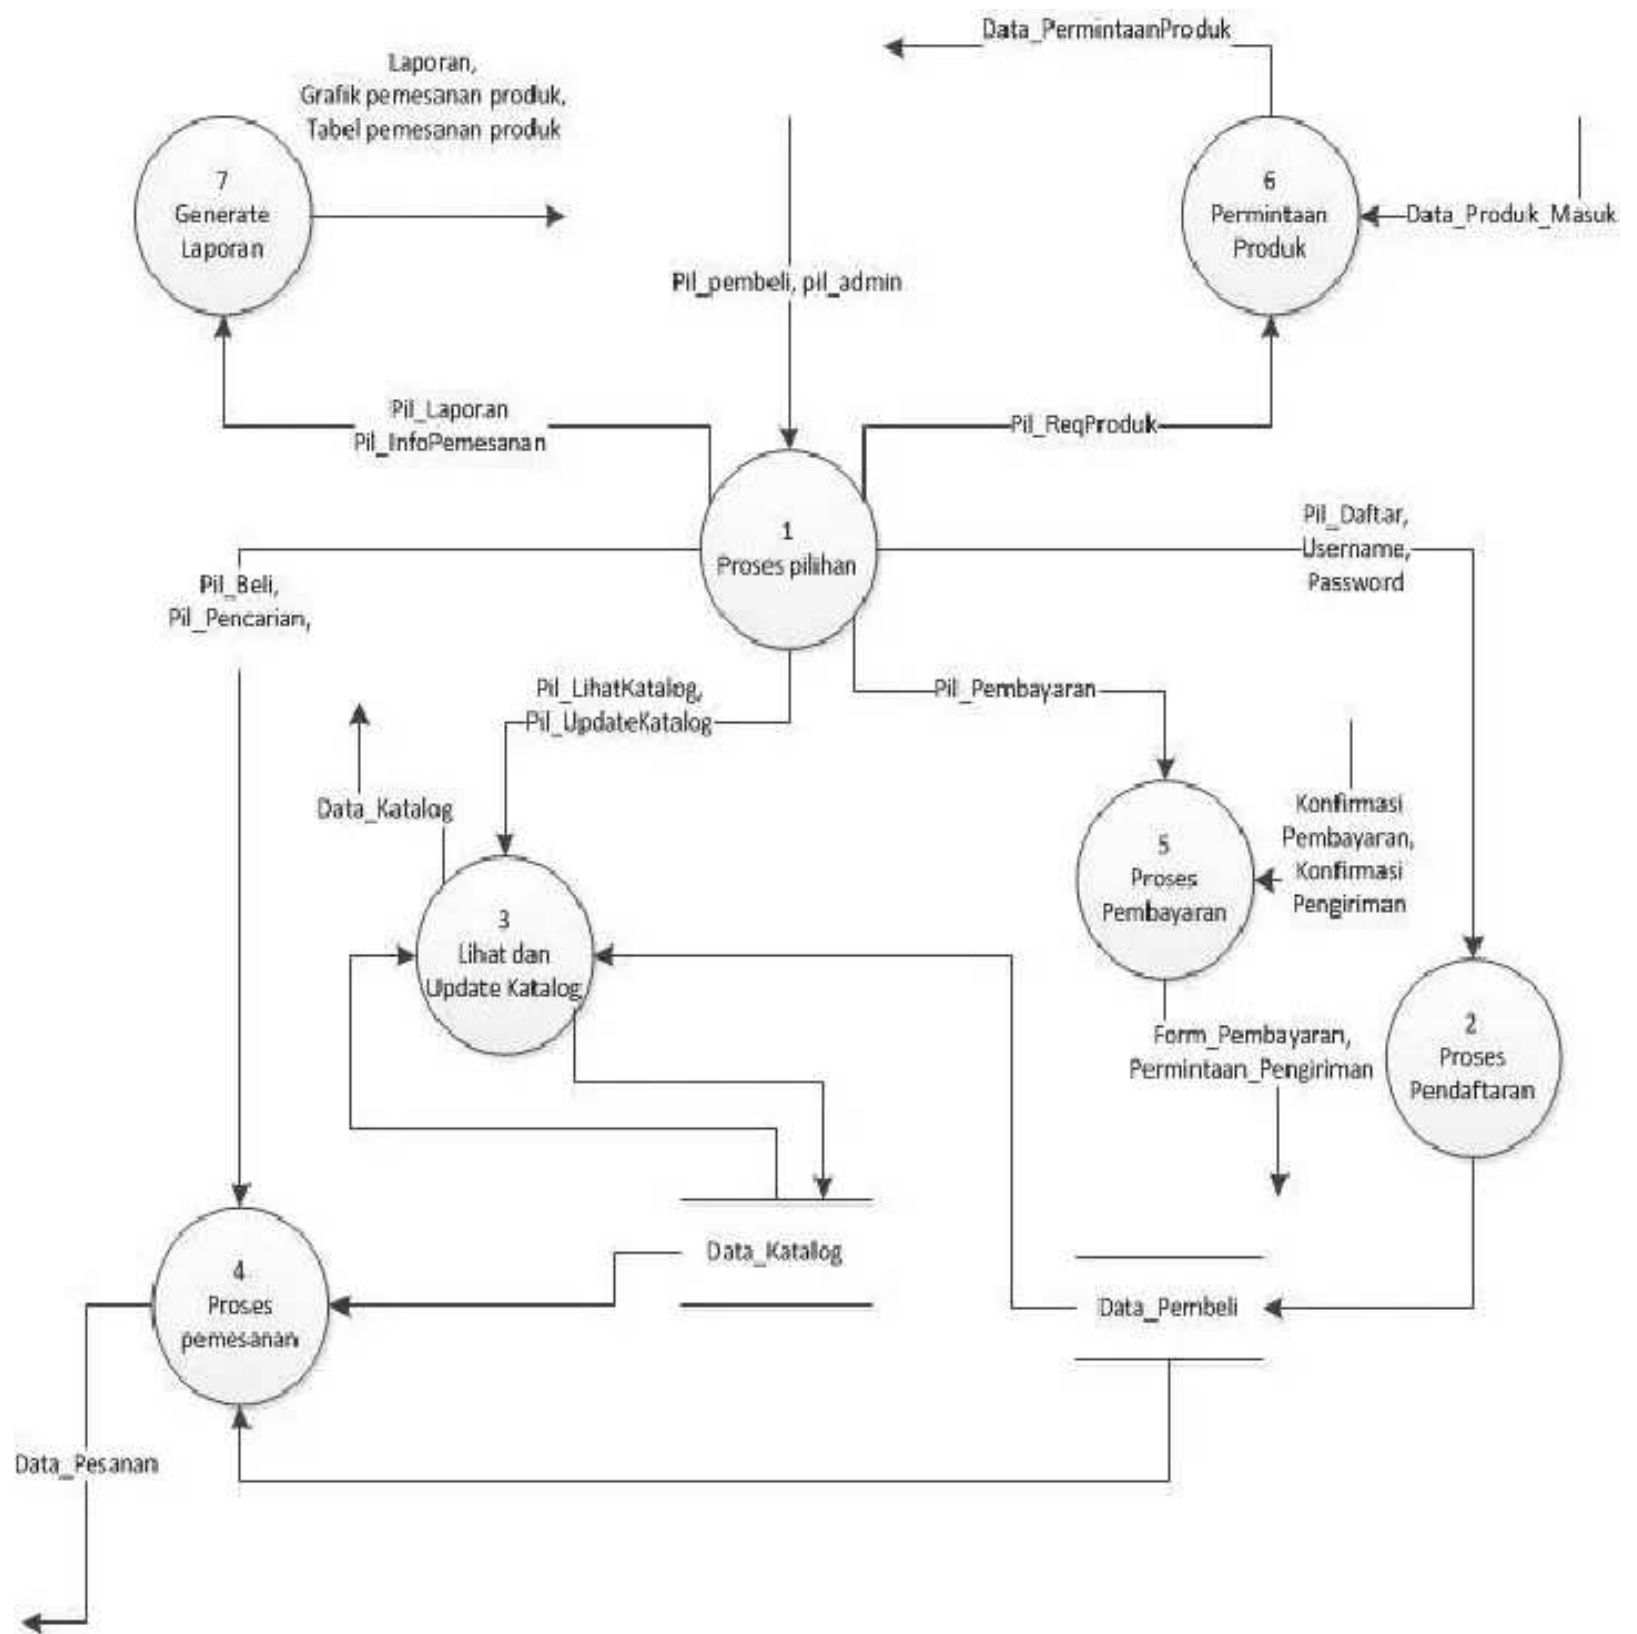 Data_PermintaanProduk
Laporan,
Grafik pemesanan produk,
Tabel pemesanan produk
7
Generate
Laporan
6
Permintaan
Produk
Data_Produk_Masuk
Pil_pembeli, pil_admin
Pil_Laporan
Pil_InfoPemesanan
Pil_ReqProduk
1
Proses pilihan
Pil_Daftar,
Username,
Password
Pil_Beli,
Pil_Pencarian,
Pil_LihatKatalog,
Pil_UpdateKatalog
Pil_Pembayaran
Data_Katalog
Konfirmasi
Pembayaran,
Konfirmasi
Pengiriman
5
Proses
Pembayaran
3
Lihat dan
Update Katalog
Form_Pembayaran,
Permintaan_Pengiriman
2
Proses
Pendaftaran
Data_Katalog
4
Proses
pemesanan
Data_Pembeli
Data_Pesanan